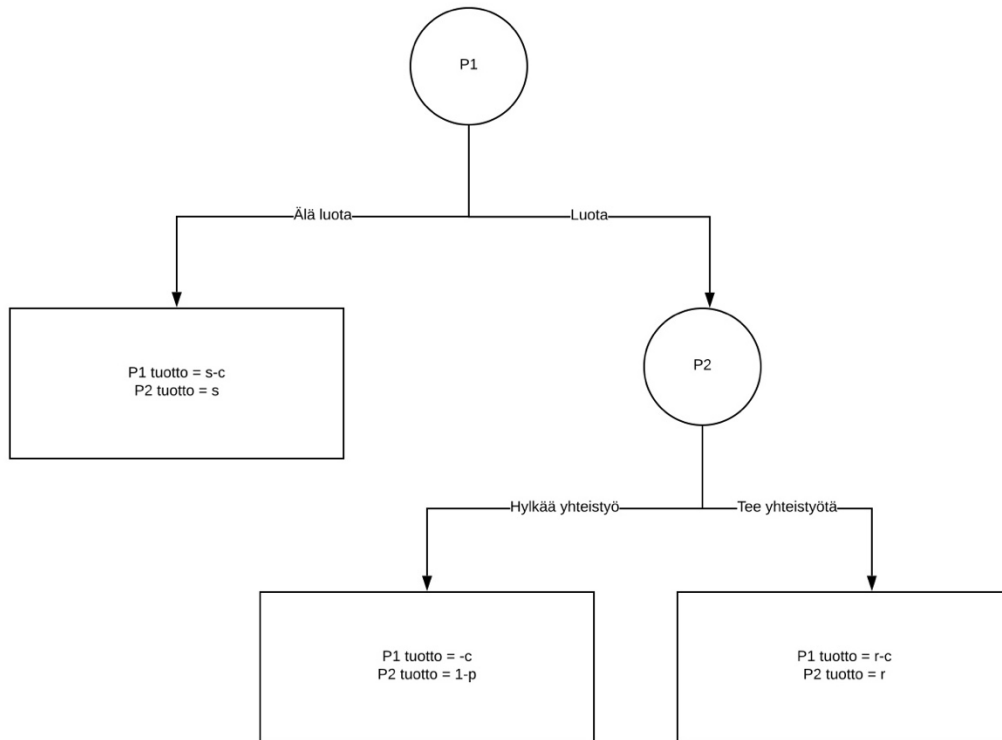 P1
Älä luota
Luota
P1 tuotto = s-c
P2 tuotto = s
P2
Hylkää yhteistyö
Tee yhteistyötä
P1 tuotto = -c
P2 tuotto = 1-p
P1 tuotto = r-c
P2 tuotto = r